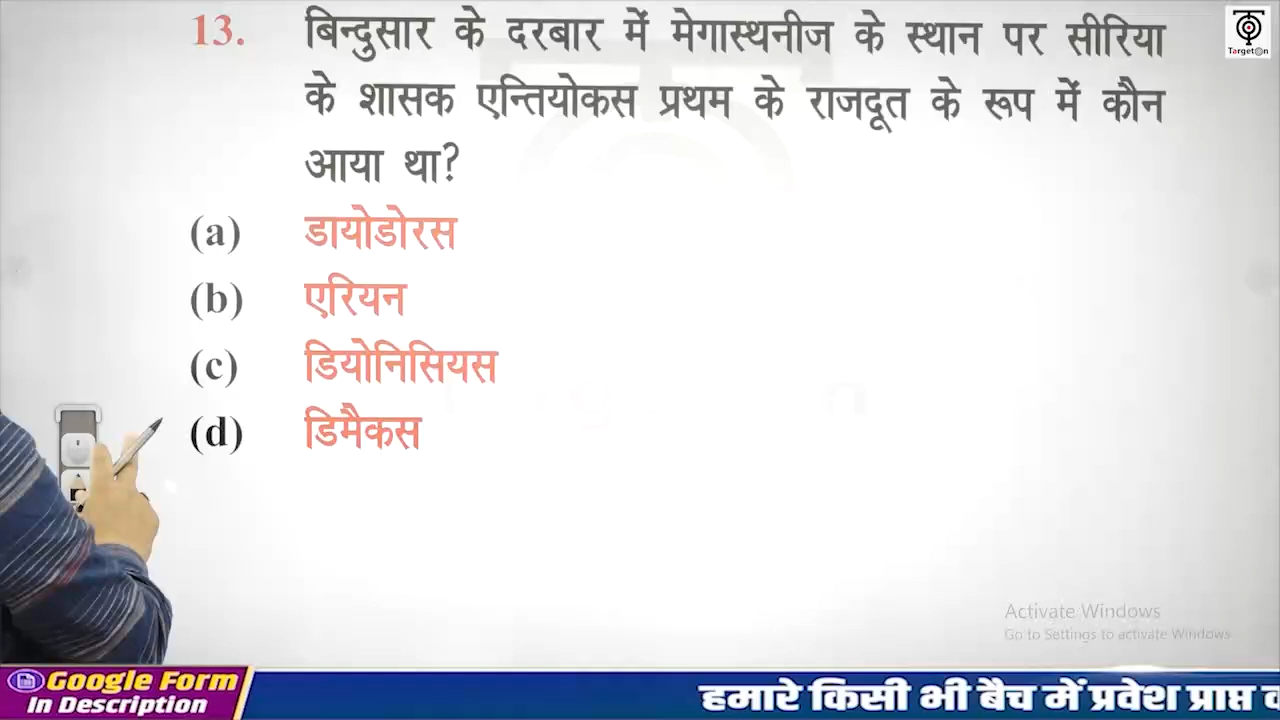 13. बिन्दुसार के दरबार में मेगास्थनीज के स्थान पर सीरिया
के शासक एन्तियोकस प्रथम के राजदूत के रूप में कौन
आया था?
(a) डायोडोरस
(b) एरियन
(c) डियोनिसियस
(d) डिमैकस
Targeton
Activate Windows
Go to Settings to activate Windows
Google Form
In Description
हमारे किसी भी बैच में प्रवेश प्राप्त